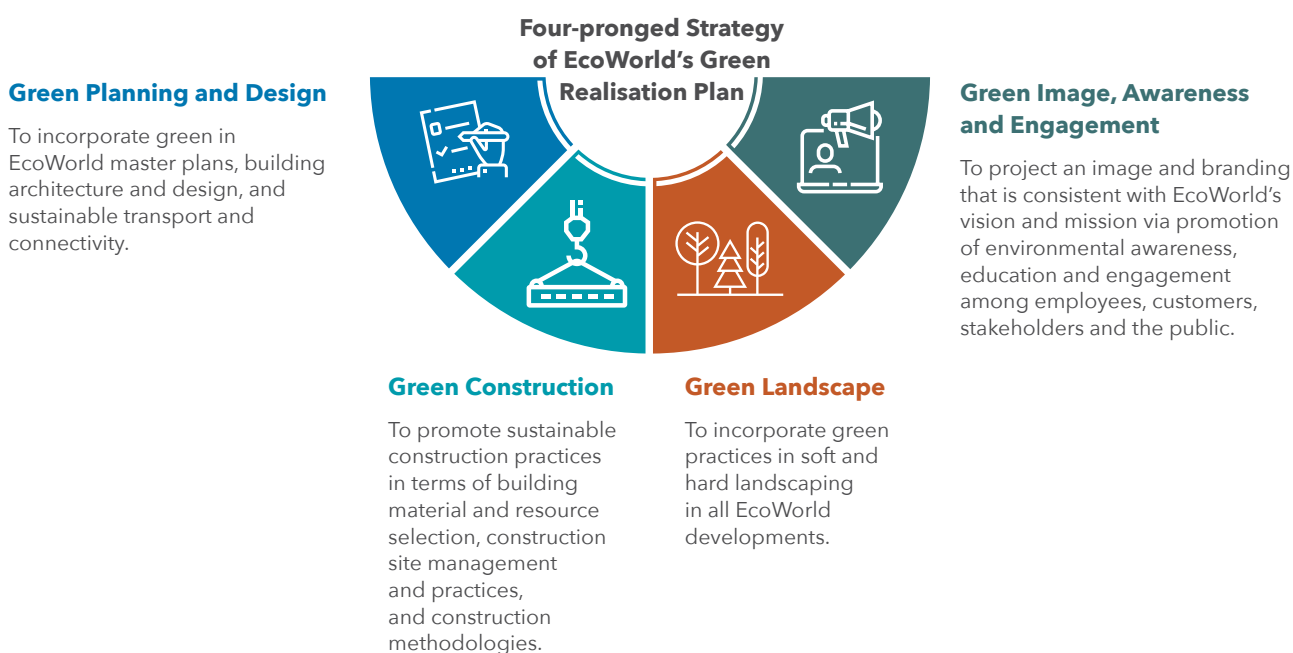 Four-pronged Strategy
of EcoWorld's Green
Realisation Plan
Green Planning and Design
To incorporate green in
EcoWorld master plans, building
architecture and design, and
sustainable transport and
connectivity.
Green Construction
To promote sustainable
construction practices
in terms of building
material and resource
selection, construction
site management
and practices,
and construction
methodologies.
Green Landscape
To incorporate green
practices in soft and
hard landscaping
in all EcoWorld
developments.
Green Image, Awareness
and Engagement
To project an image and branding
that is consistent with EcoWorld's
vision and mission via promotion
of environmental awareness,
education and engagement
among employees, customers,
stakeholders and the public.